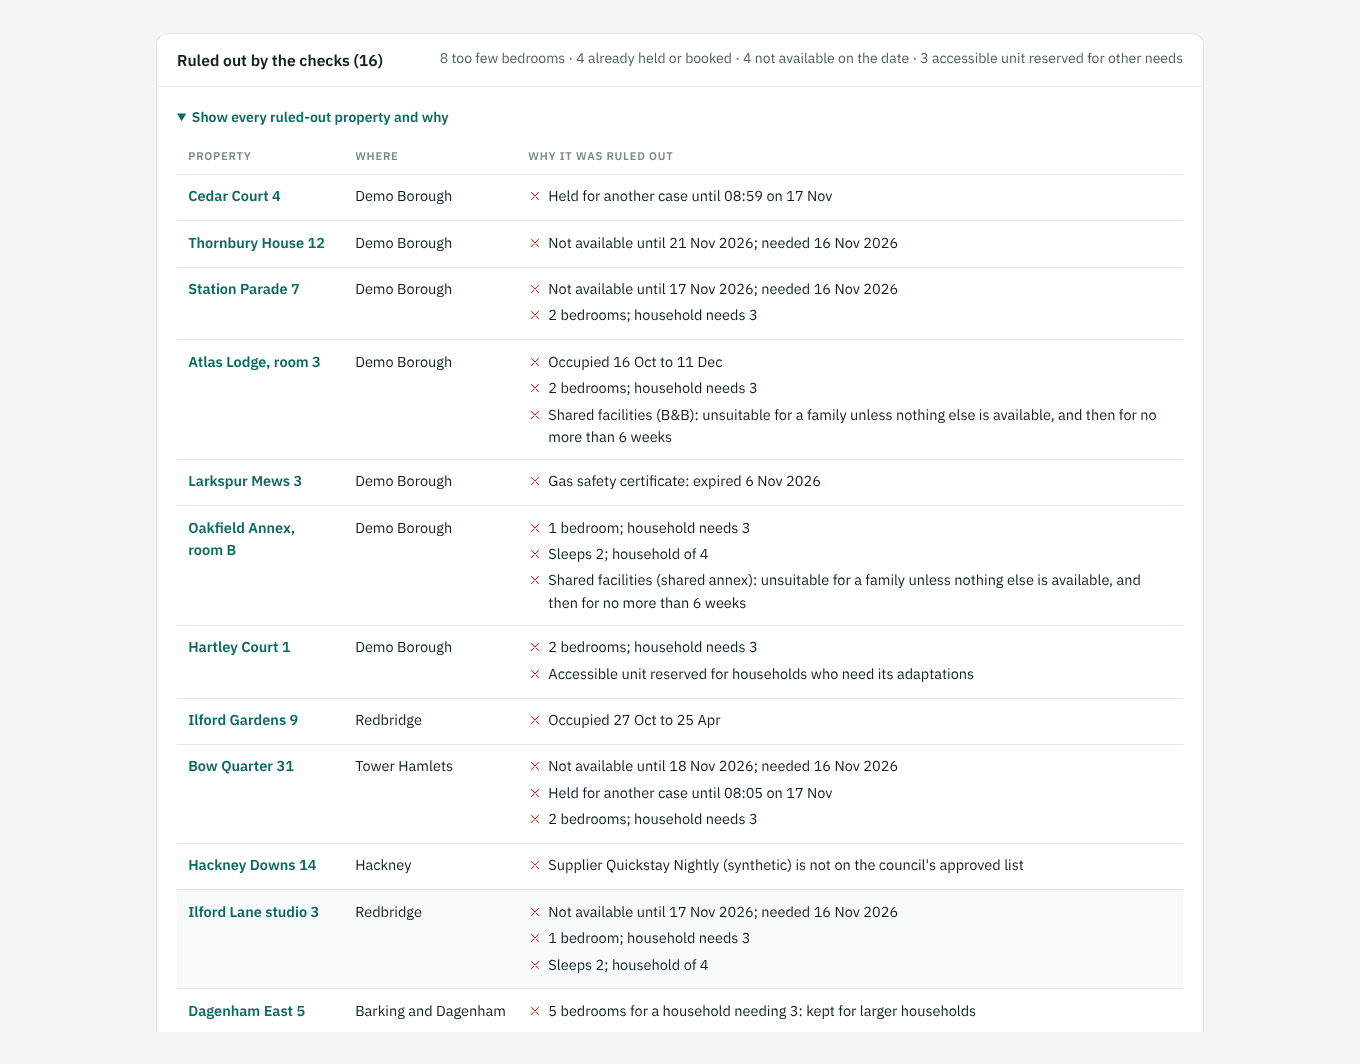 Ruled out by the checks (16)
8 too few bedrooms · 4 already held or booked · 4 not available on the date · 3 accessible unit reserved for other needs
▼ Show every ruled-out property and why
PROPERTY WHERE WHY IT WAS RULED OUT
Cedar Court 4 Demo Borough × Held for another case until 08:59 on 17 Nov
Thornbury House 12 Demo Borough × Not available until 21 Nov 2026; needed 16 Nov 2026
Station Parade 7 Demo Borough × Not available until 17 Nov 2026; needed 16 Nov 2026
× 2 bedrooms; household needs 3
Atlas Lodge, room 3 Demo Borough × Occupied 16 Oct to 11 Dec
× 2 bedrooms; household needs 3
× Shared facilities (B&B): unsuitable for a family unless nothing else is available, and then for no
more than 6 weeks
Larkspur Mews 3 Demo Borough × Gas safety certificate: expired 6 Nov 2026
Oakfield Annex, Demo Borough × 1 bedroom; household needs 3
room B × Sleeps 2; household of 4
× Shared facilities (shared annex): unsuitable for a family unless nothing else is available, and
then for no more than 6 weeks
Hartley Court 1 Demo Borough × 2 bedrooms; household needs 3
× Accessible unit reserved for households who need its adaptations
Ilford Gardens 9 Redbridge × Occupied 27 Oct to 25 Apr
Bow Quarter 31 Tower Hamlets × Not available until 18 Nov 2026; needed 16 Nov 2026
× Held for another case until 08:05 on 17 Nov
× 2 bedrooms; household needs 3
Hackney Downs 14 Hackney × Supplier Quickstay Nightly (synthetic) is not on the council's approved list
Ilford Lane studio 3 Redbridge × Not available until 17 Nov 2026; needed 16 Nov 2026
× 1 bedroom; household needs 3
× Sleeps 2; household of 4
Dagenham East 5 Barking and Dagenham × 5 bedrooms for a household needing 3: kept for larger households